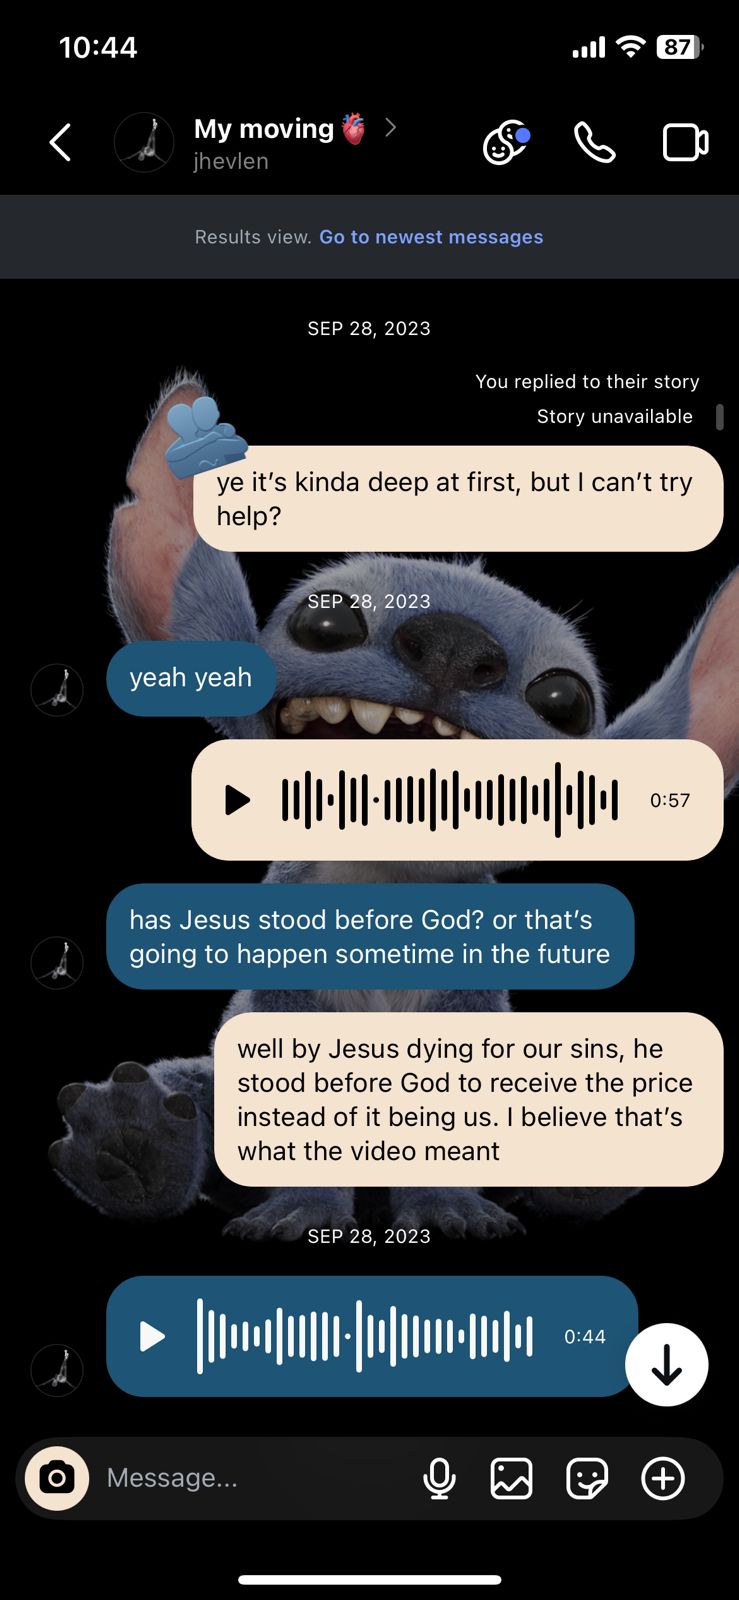 10:44
87
My moving🫀
jhevlen
Results view. Go to newest messages
SEP 28, 2023
You replied to their story
Story unavailable
ye it’s kinda deep at first, but I can’t try
help?
SEP 28, 2023
yeah yeah
0:57
has Jesus stood before God? or that’s
going to happen sometime in the future
well by Jesus dying for our sins, he
stood before God to receive the price
instead of it being us. I believe that’s
what the video meant
SEP 28, 2023
0:44
Message...